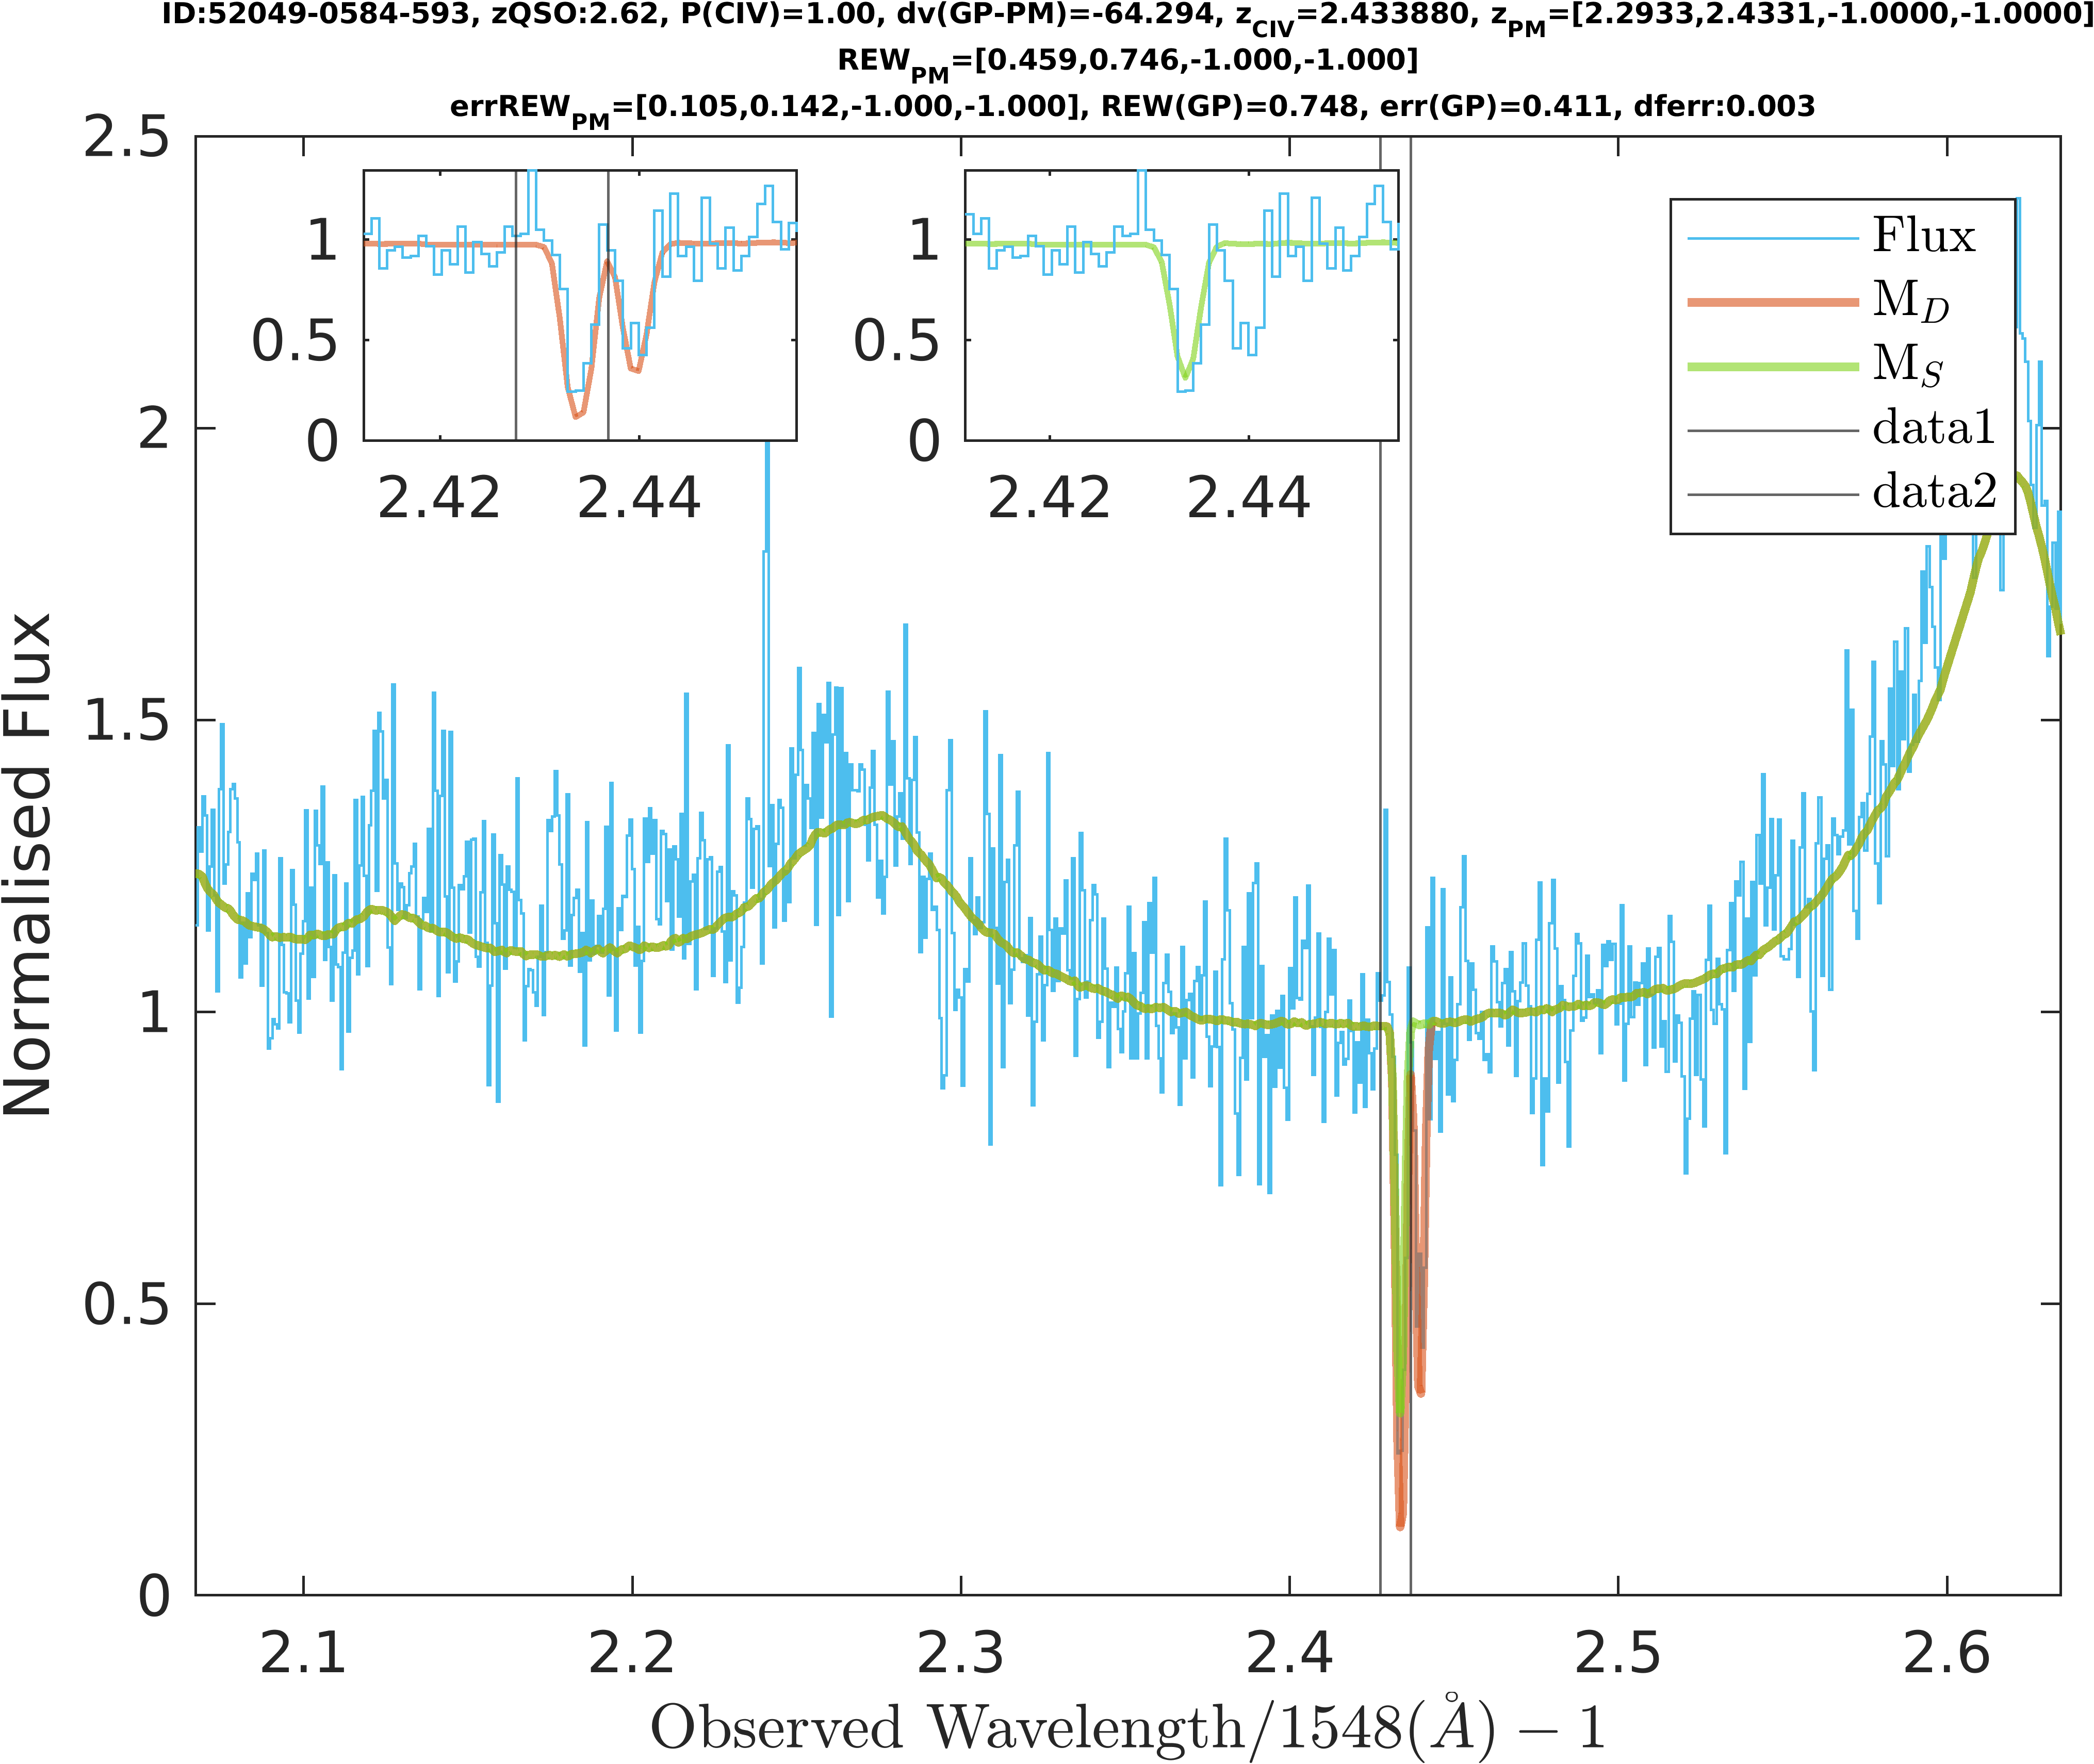 ID:52049-0584-593, zQSO:2.62, P(CIV)=1.00, dv(GP-PM)=-64.294, zCIV=2.433880, zPM=[2.2933,2.4331,-1.0000,-1.0000]
REWPM=[0.459,0.746,-1.000,-1.000]
errREWPM=[0.105,0.142,-1.000,-1.000], REW(GP)=0.748, err(GP)=0.411, dferr:0.003
2.5
2
1.5
1
0.5
0
Normalised Flux
1
0.5
0
2.42 2.44
1
0.5
0
2.42 2.44
Flux
MD
MS
data1
data2
2.1 2.2 2.3 2.4 2.5 2.6
Observed Wavelength/1548(Å) − 1